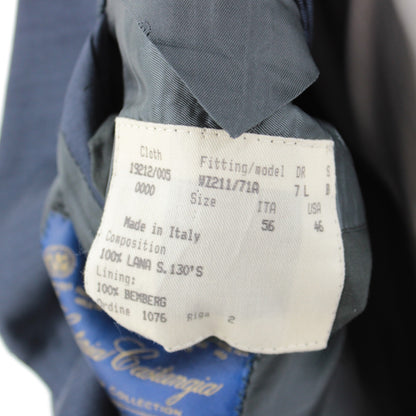 Cloth Fitting/model DR S
19212/005 WZ211/71A 7 L B
0000 Size ITA USA
Made in Italy 56 46
Composition
100% LANA S.130'S
Lining:
100% BEMBERG
Ordine 1076 Riga 2
COLLECTION